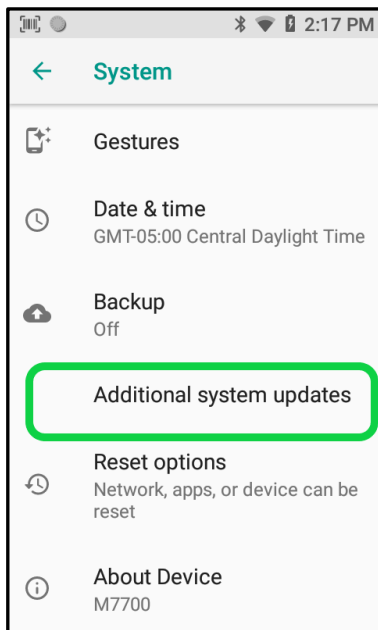 2:17 PM
System
Gestures
Date & time
GMT-05:00 Central Daylight Time
Backup
Off
Additional system updates
Reset options
Network, apps, or device can be
reset
About Device
M7700